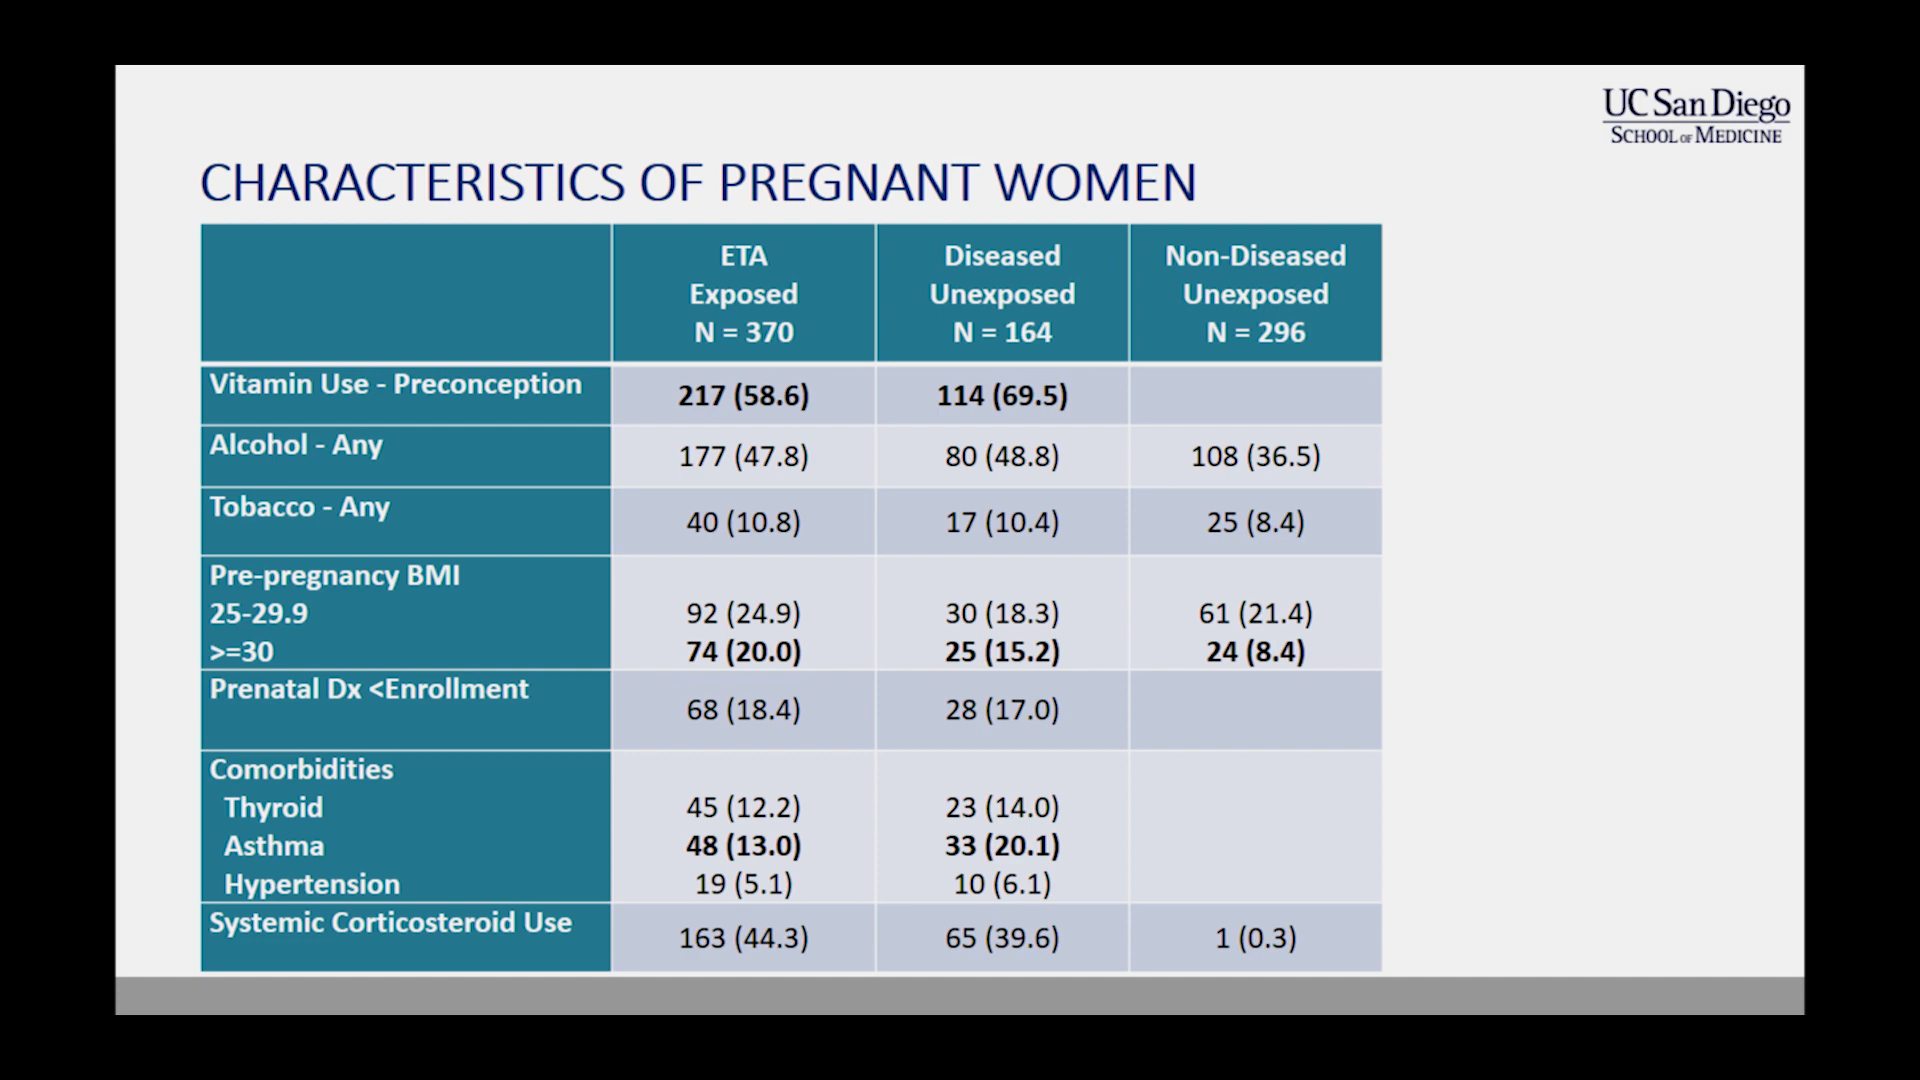 UC San Diego
SCHOOL OF MEDICINE
CHARACTERISTICS OF PREGNANT WOMEN
ETA Exposed N = 370
Diseased Unexposed N = 164
Non-Diseased Unexposed N = 296
Vitamin Use - Preconception 217 (58.6) 114 (69.5)
Alcohol - Any 177 (47.8) 80 (48.8) 108 (36.5)
Tobacco - Any 40 (10.8) 17 (10.4) 25 (8.4)
Pre-pregnancy BMI
25-29.9 92 (24.9) 30 (18.3) 61 (21.4)
>=30 74 (20.0) 25 (15.2) 24 (8.4)
Prenatal Dx <Enrollment 68 (18.4) 28 (17.0)
Comorbidities
Thyroid 45 (12.2) 23 (14.0)
Asthma 48 (13.0) 33 (20.1)
Hypertension 19 (5.1) 10 (6.1)
Systemic Corticosteroid Use 163 (44.3) 65 (39.6) 1 (0.3)